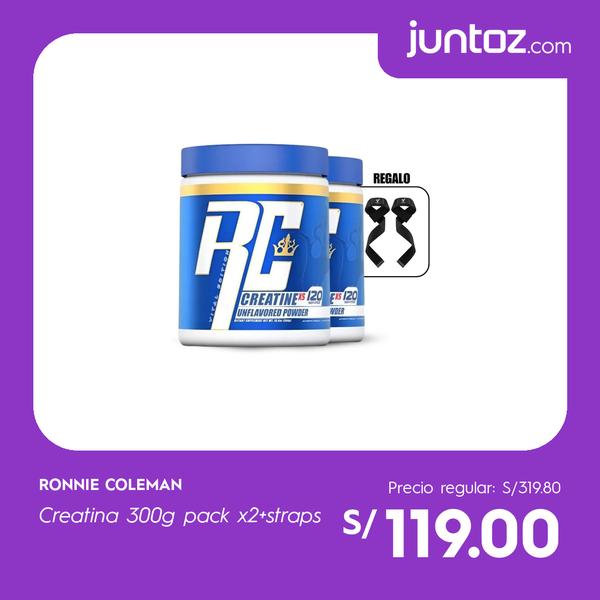 juntoz.com
REGALO
RC
CREATINE XS 120
UNFLAVORED POWDER
RONNIE COLEMAN
Creatina 300g pack x2+straps
Precio regular: S/319.80
S/119.00